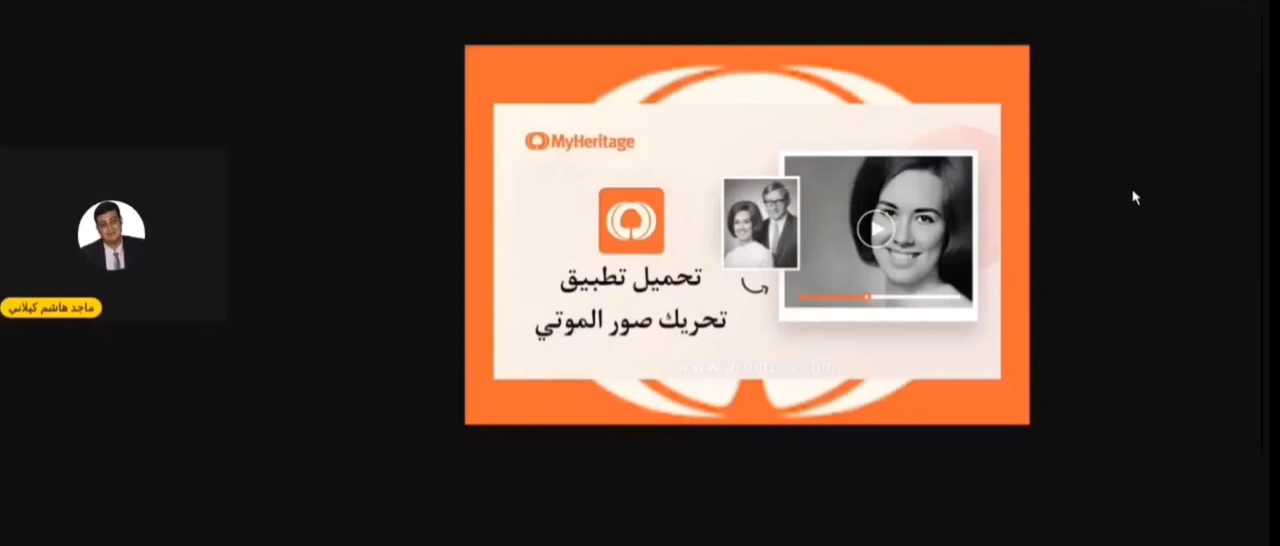 MyHeritage
تحميل تطبيق
تحريك صور الموتي
ماجد هاشم كيلاني